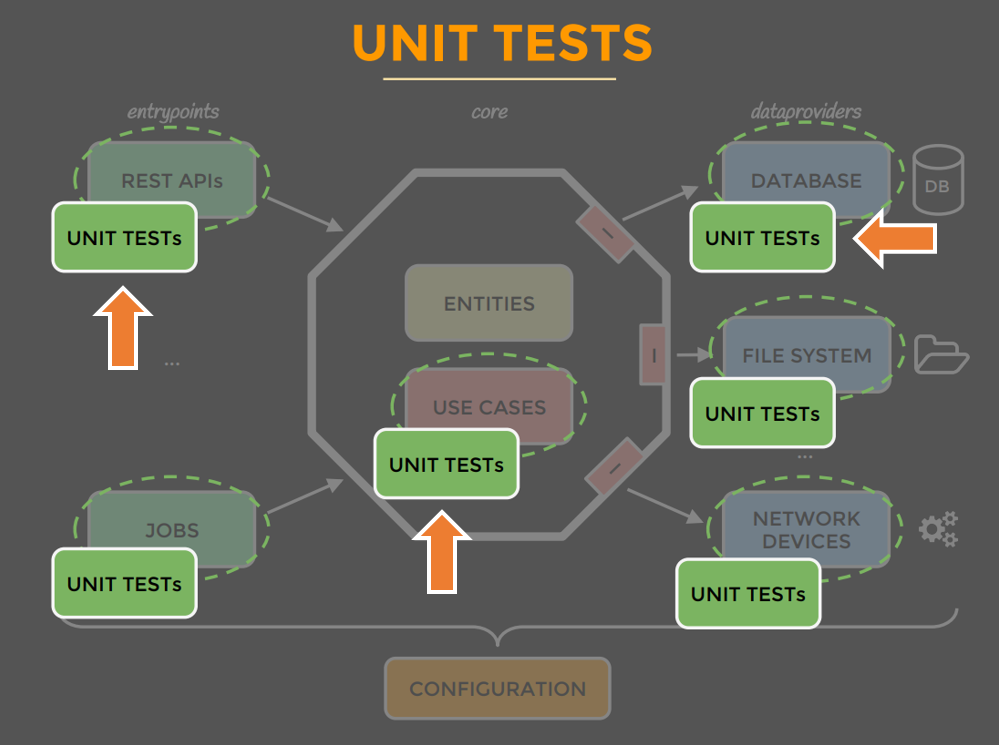 UNIT TESTS
entrypoints
core
dataproviders
REST APIs
UNIT TESTs
...
JOBS
UNIT TESTs
ENTITIES
USE CASES
UNIT TESTs
I
I
I
DATABASE
UNIT TESTs
DB
FILE SYSTEM
UNIT TESTs
...
NETWORK
DEVICES
UNIT TESTs
CONFIGURATION